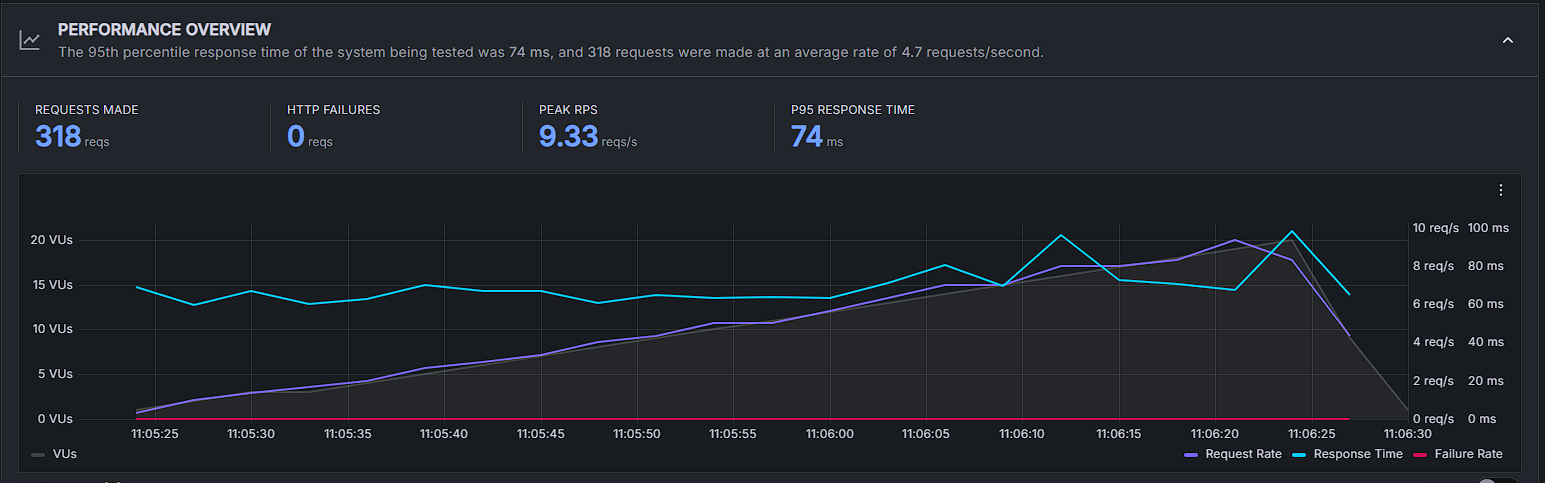 PERFORMANCE OVERVIEW
The 95th percentile response time of the system being tested was 74 ms, and 318 requests were made at an average rate of 4.7 requests/second.
REQUESTS MADE HTTP FAILURES PEAK RPS P95 RESPONSE TIME
318 reqs 0 reqs 9.33 reqs/s 74 ms
10 req/s 100 ms
20 VUs
8 req/s 80 ms
15 VUs
6 req/s 60 ms
10 VUs
4 req/s 40 ms
5 VUs
2 req/s 20 ms
0 VUs 0 req/s 0 ms
11:05:25 11:05:30 11:05:35 11:05:40 11:05:45 11:05:50 11:05:55 11:06:00 11:06:05 11:06:10 11:06:15 11:06:20 11:06:25 11:06:30
VUs Request Rate Response Time Failure Rate